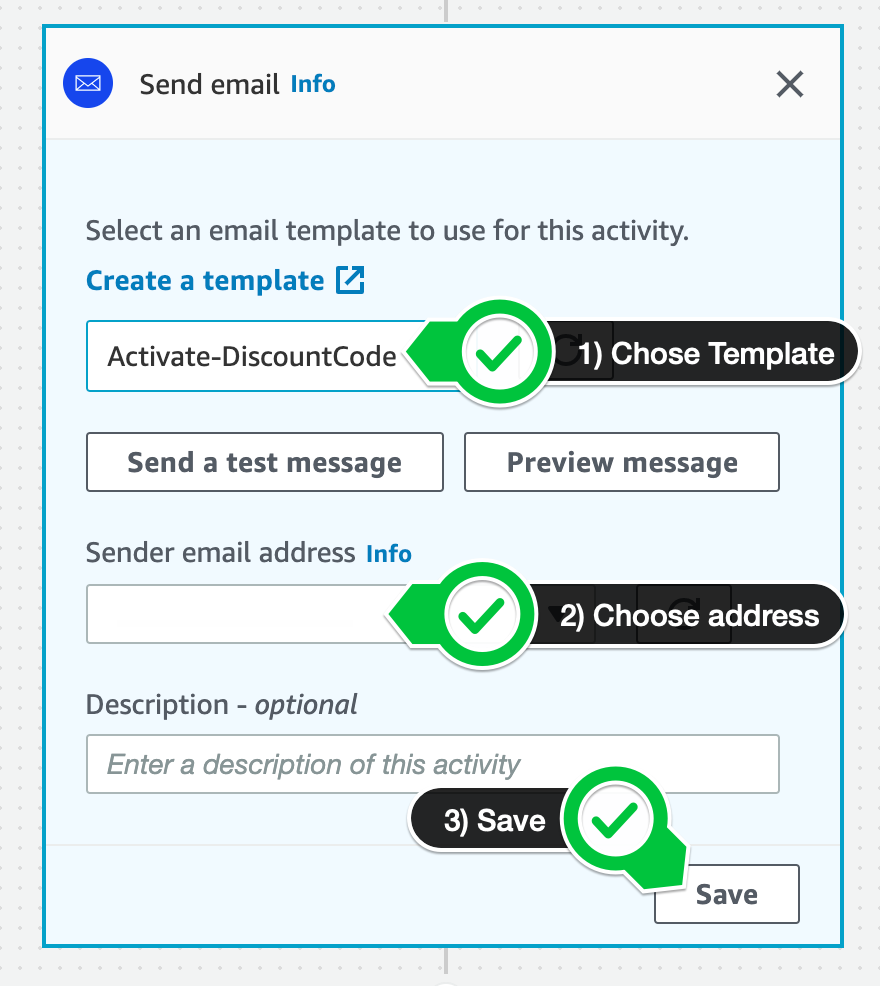 Send email Info
Select an email template to use for this activity.
Create a template
Activate-DiscountCode
1) Chose Template
Send a test message
Preview message
Sender email address Info
2) Choose address
Description - optional
Enter a description of this activity
3) Save
Save